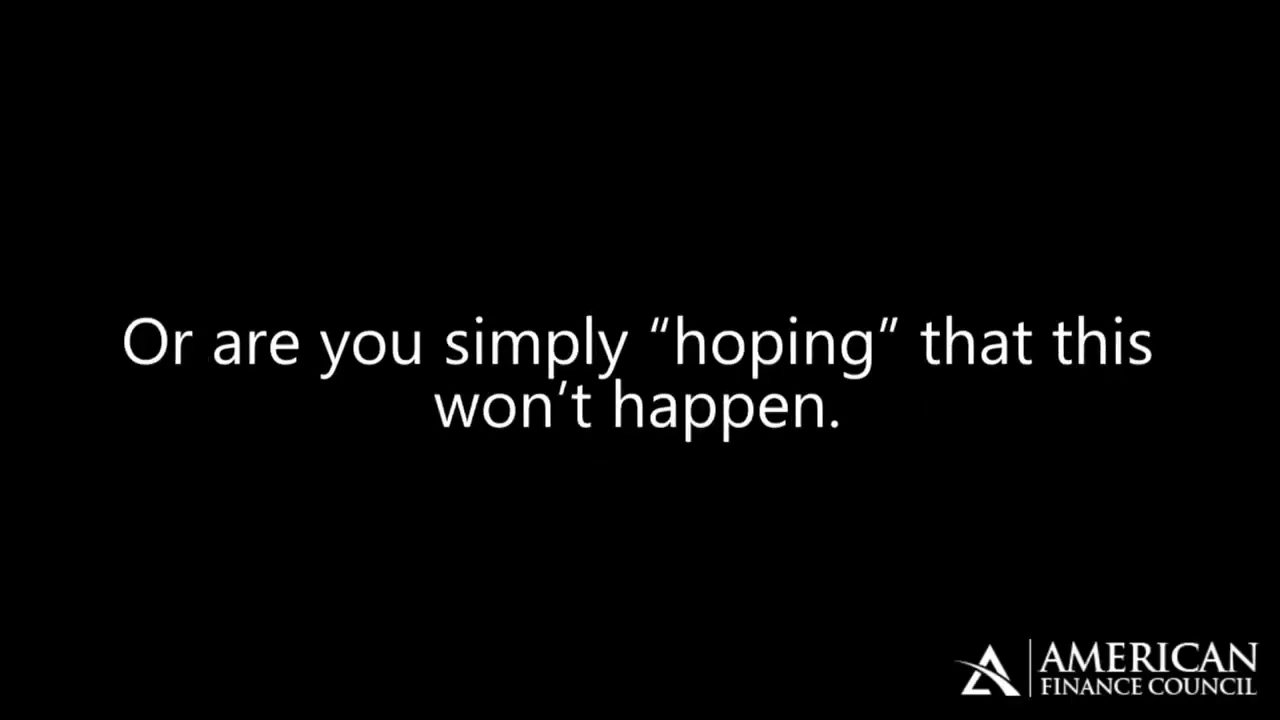 Or are you simply “hoping” that this
won’t happen.
AMERICAN
FINANCE COUNCIL